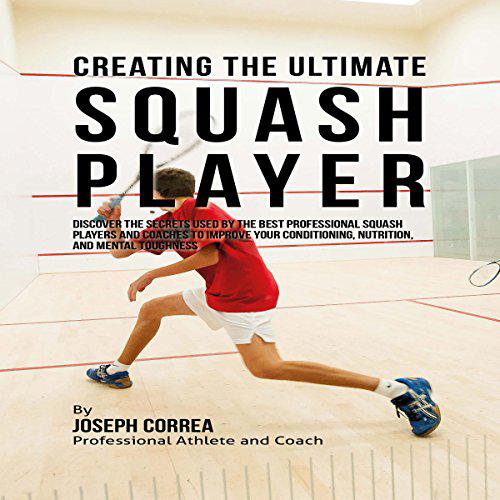 CREATING THE ULTIMATE
SQUASH
PLAYER
DISCOVER THE SECRETS USED BY THE BEST PROFESSIONAL SQUASH
PLAYERS AND COACHES TO IMPROVE YOUR CONDITIONING, NUTRITION,
AND MENTAL TOUGHNESS
By
JOSEPH CORREA
Professional Athlete and Coach